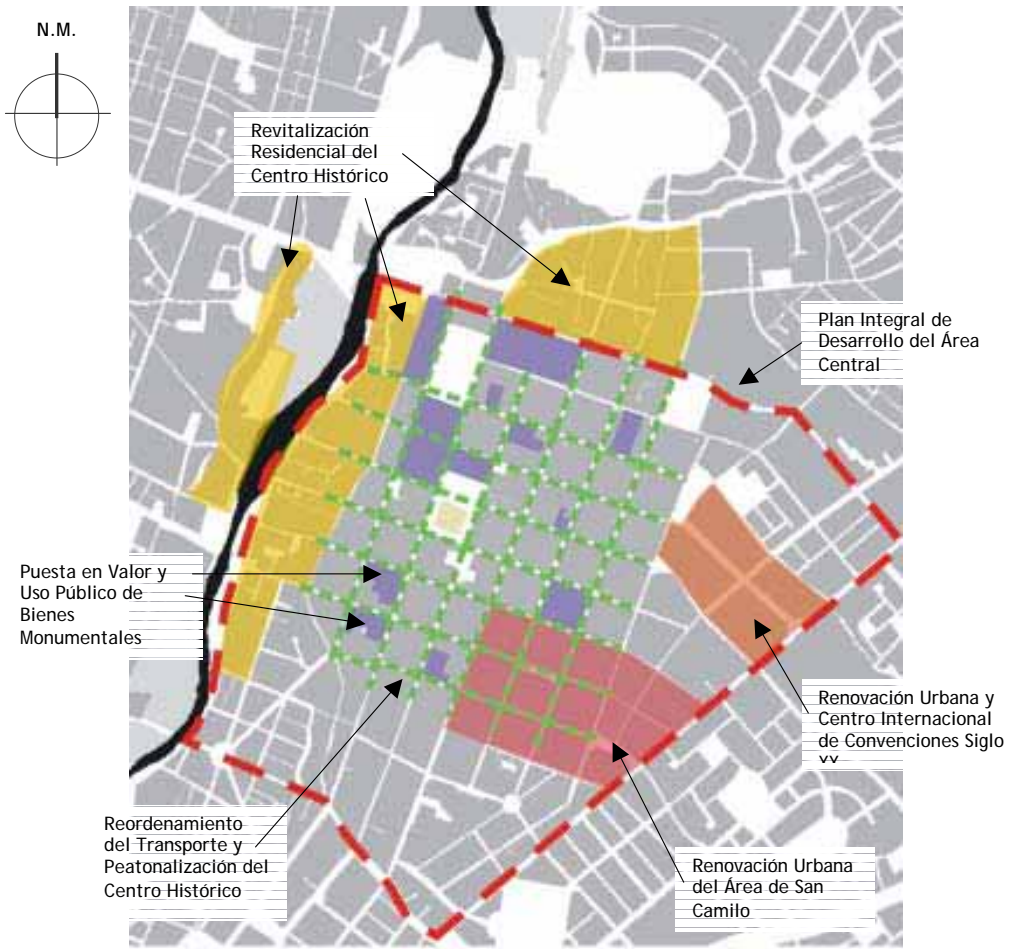 N.M.
Revitalización
Residencial del
Centro Histórico
Plan Integral de
Desarrollo del Área
Central
Puesta en Valor y
Uso Público de
Bienes
Monumentales
Renovación Urbana y
Centro Internacional
de Convenciones Siglo
Reordenamiento
del Transporte y
Peatonalización del
Centro Histórico
Renovación Urbana
del Área de San
Camilo